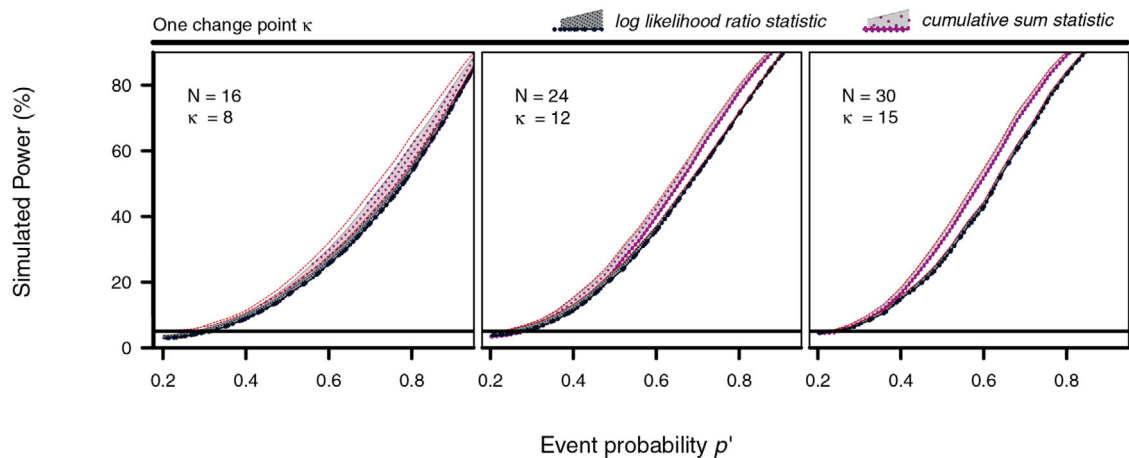 One change point κ
log likelihood ratio statistic
cumulative sum statistic
Simulated Power (%)
80
60
40
20
0
N = 16
κ = 8
N = 24
κ = 12
N = 30
κ = 15
0.2 0.4 0.6 0.8
0.2 0.4 0.6 0.8
0.2 0.4 0.6 0.8
Event probability p'